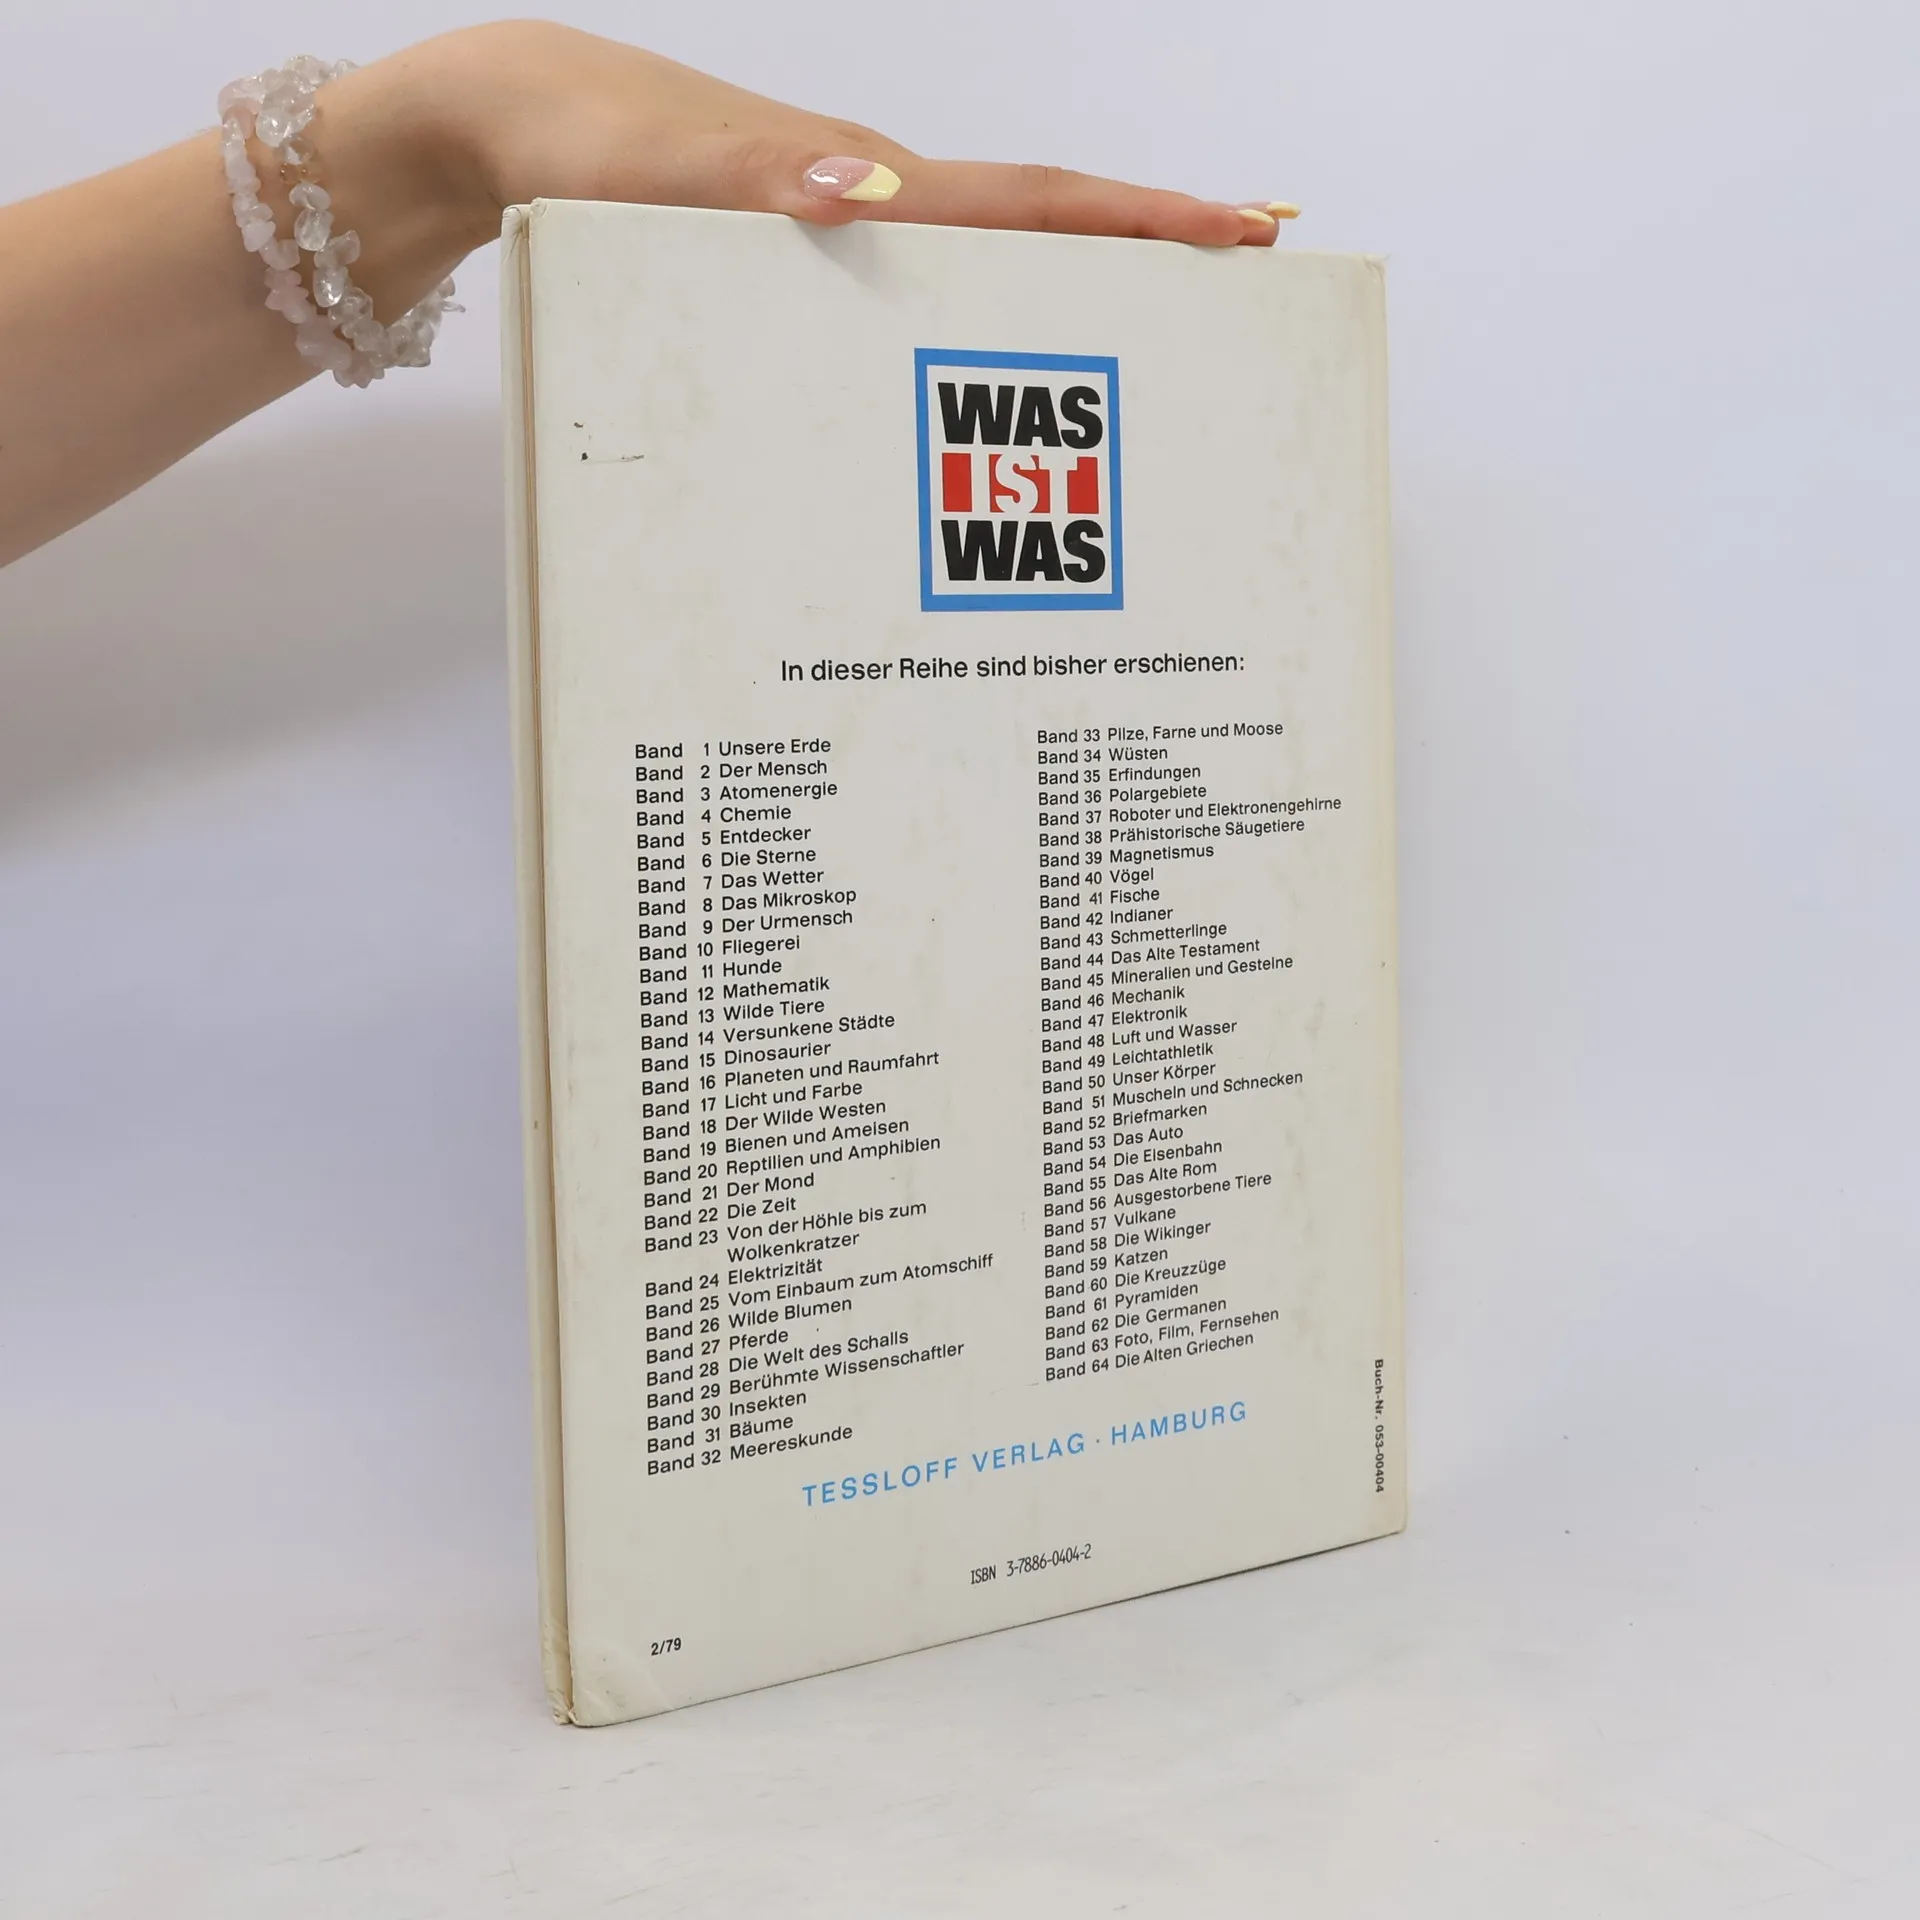 WAS
IST
WAS
In dieser Reihe sind bisher erschienen:
Band 1 Unsere Erde
Band 2 Der Mensch
Band 3 Atomenergie
Band 4 Chemie
Band 5 Entdecker
Band 6 Die Sterne
Band 7 Das Wetter
Band 8 Das Mikroskop
Band 9 Der Urmensch
Band 10 Fliegerei
Band 11 Hunde
Band 12 Mathematik
Band 13 Wilde Tiere
Band 14 Versunkene Städte
Band 15 Dinosaurier
Band 16 Planeten und Raumfahrt
Band 17 Licht und Farbe
Band 18 Der Wilde Westen
Band 19 Bienen und Ameisen
Band 20 Reptilien und Amphibien
Band 21 Der Mond
Band 22 Die Zeit
Band 23 Von der Höhle bis zum
Wolkenkratzer
Band 24 Elektrizität
Band 25 Vom Einbaum zum Atomschiff
Band 26 Wilde Blumen
Band 27 Pferde
Band 28 Die Welt des Schalls
Band 29 Berühmte Wissenschaftler
Band 30 Insekten
Band 31 Bäume
Band 32 Meereskunde
Band 33 Pilze, Farne und Moose
Band 34 Wüsten
Band 35 Erfindungen
Band 36 Polargebiete
Band 37 Roboter und Elektronengehirne
Band 38 Prähistorische Säugetiere
Band 39 Magnetismus
Band 40 Vögel
Band 41 Fische
Band 42 Indianer
Band 43 Schmetterlinge
Band 44 Das Alte Testament
Band 45 Mineralien und Gesteine
Band 46 Mechanik
Band 47 Elektronik
Band 48 Luft und Wasser
Band 49 Leichtathletik
Band 50 Unser Körper
Band 51 Muscheln und Schnecken
Band 52 Briefmarken
Band 53 Das Auto
Band 54 Die Eisenbahn
Band 55 Das Alte Rom
Band 56 Ausgestorbene Tiere
Band 57 Vulkane
Band 58 Die Wikinger
Band 59 Katzen
Band 60 Die Kreuzzüge
Band 61 Pyramiden
Band 62 Die Germanen
Band 63 Foto, Film, Fernsehen
Band 64 Die Alten Griechen
Buch-Nr. 053-00404
TESSLOFF VERLAG · HAMBURG
ISBN 3-7886-0404-2
2/79